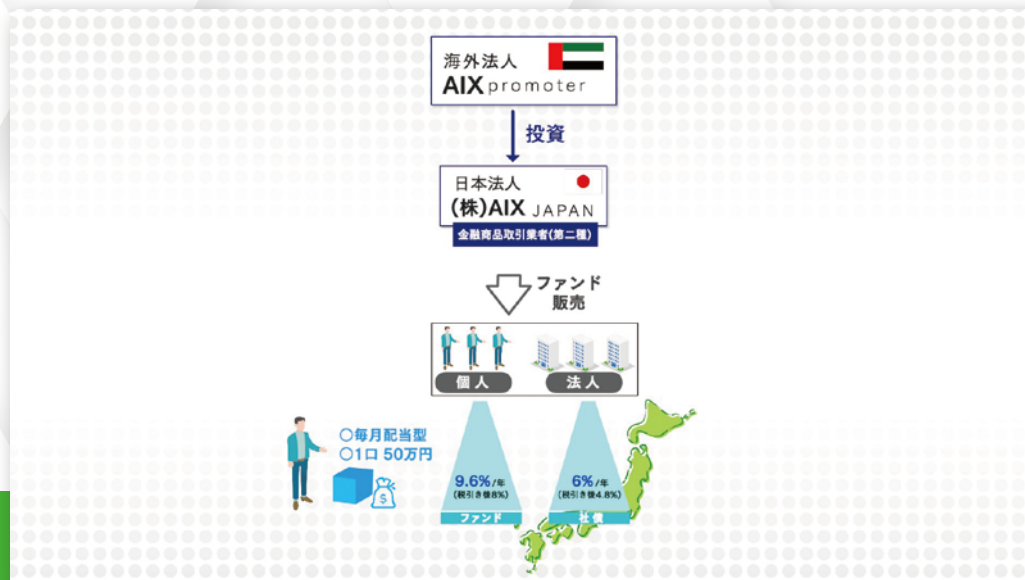 海外法人
AIX promoter
投資
日本法人
(株)AIX JAPAN
金融商品取引業者(第二種)
ファンド
販売
個人
法人
○毎月配当型
○1口 50万円
9.6%/年
(税引き後8%)
ファンド
6%/年
(税引き後4.8%)
社債
$